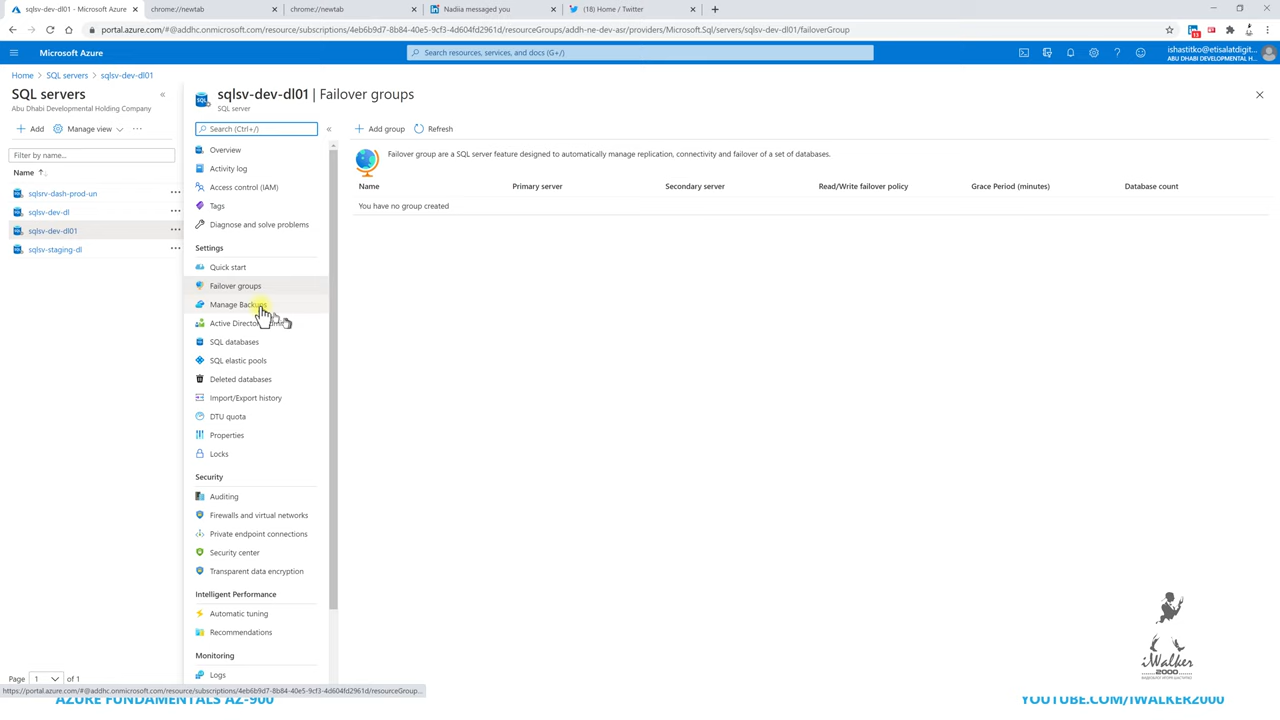 sqlsv-dev-dl01 - Microsoft Azure
chrome://newtab
chrome://newtab
Nadiia messaged you
(18) Home / Twitter
portal.azure.com/#@addhc.onmicrosoft.com/resource/subscriptions/4eb6b9d7-8b84-40e5-9cf3-4d604fd2961d/resourceGroups/addh-ne-dev-asr/providers/Microsoft.Sql/servers/sqlsv-dev-dl01/failoverGroup
Microsoft Azure
Search resources, services, and docs (G+/)
ishastitko@etisalatdigit...
ABU DHABI DEVELOPMENTAL H...
Home > SQL servers > sqlsv-dev-dl01
SQL servers
Abu Dhabi Developmental Holding Company
Add
Manage view
Filter by name...
Name
sqlsrv-dash-prod-un
sqlsv-dev-dl
sqlsv-dev-dl01
sqlsv-staging-dl
Page 1 of 1
sqlsv-dev-dl01 | Failover groups
SQL server
Search (Ctrl+/)
Overview
Activity log
Access control (IAM)
Tags
Diagnose and solve problems
Settings
Quick start
Failover groups
Manage Backups
Active Director
SQL databases
SQL elastic pools
Deleted databases
Import/Export history
DTU quota
Properties
Locks
Security
Auditing
Firewalls and virtual networks
Private endpoint connections
Security center
Transparent data encryption
Intelligent Performance
Automatic tuning
Recommendations
Monitoring
Logs
Add group
Refresh
Failover group are a SQL server feature designed to automatically manage replication, connectivity and failover of a set of databases.
Name Primary server Secondary server Read/Write failover policy Grace Period (minutes) Database count
You have no group created
https://portal.azure.com/#@addhc.onmicrosoft.com/resource/subscriptions/4eb6b9d7-8b84-40e5-9cf3-4d604fd2961d/resourceGroup...
iWalker
2000
AZURE FUNDAMENTALS AZ-900
YOUTUBE.COM/IWALKER2000